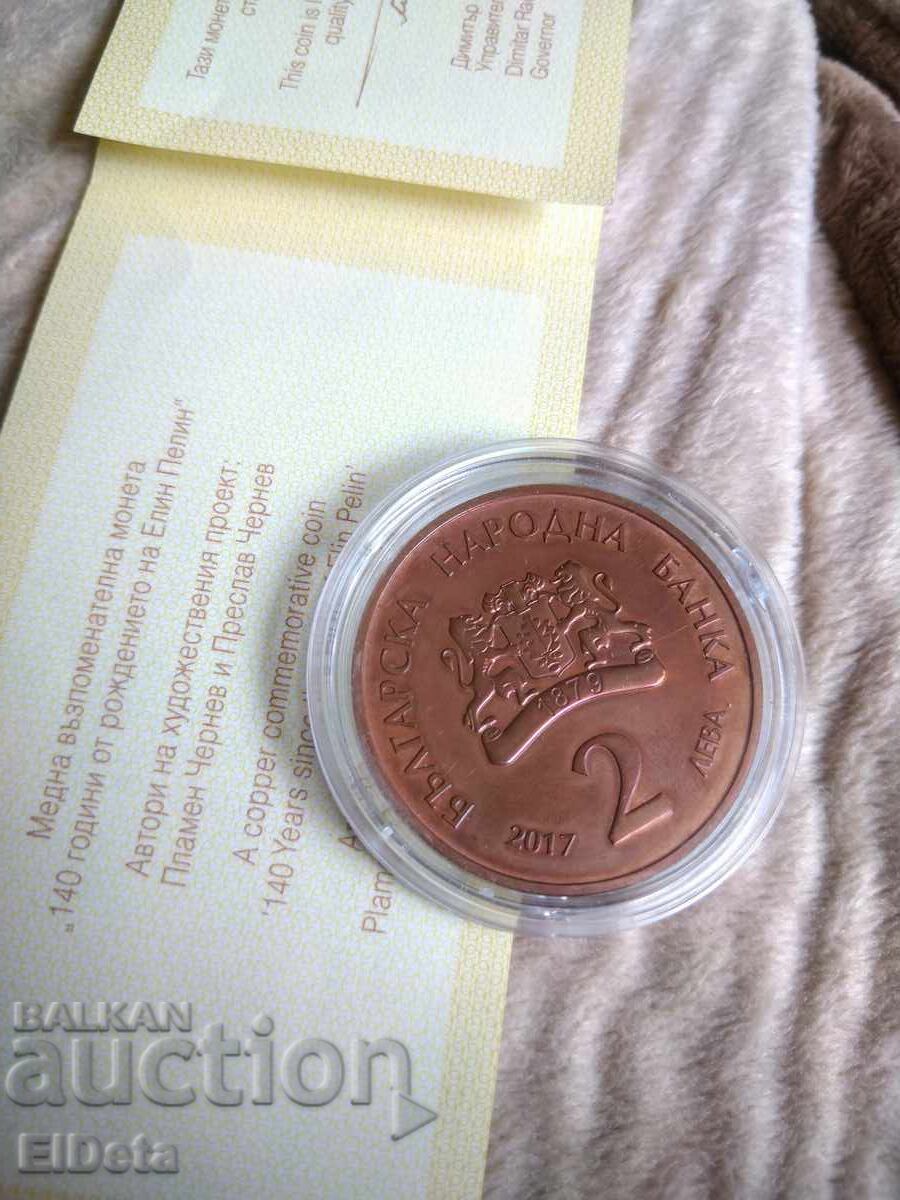 Тази монет
This coin is
quality
Димитър
Управител
Dimitar Ra
Governor
Медна възпоменателна монета
„140 години от рождението на Елин Пелин"
Автори на художествения проект:
Пламен Чернев и Преслав Чернев
A copper commemorative coin
'140 Years since Elin Pelin'
Plam
БЪЛГАРСКА НАРОДНА БАНКА
1879
2
ЛЕВА
2017
BALKAN
auction
ElDeta